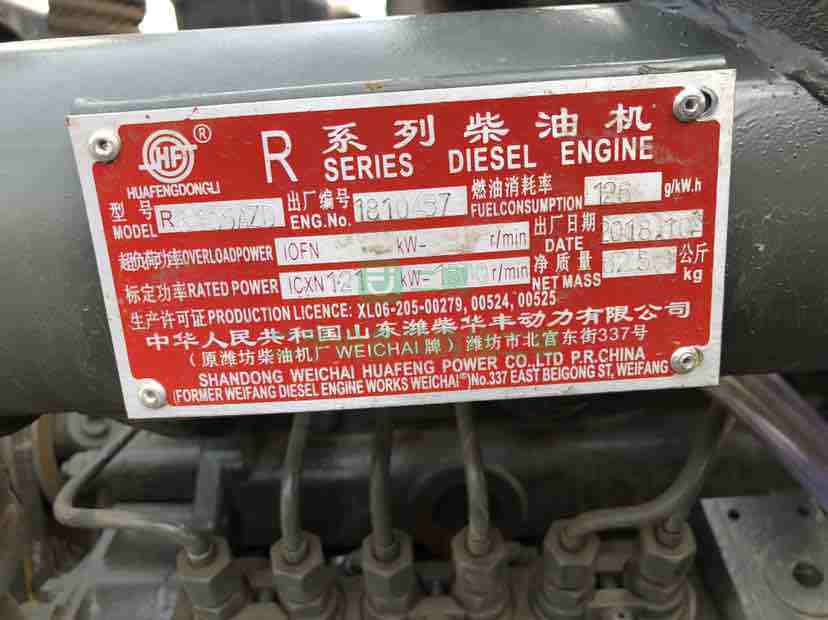 HF ®
HUAFENGDONGLI
R 系列柴油机
SERIES DIESEL ENGINE
型号
MODEL
出厂编号
ENG.No.
燃油消耗率
FUELCONSUMPTION g/kW.h
出厂日期
DATE
超负荷功率OVERLOADPOWER kW- r/min
净质量 公斤
NET MASS kg
标定功率RATED POWER kW- r/min
生产许可证PRODUCTION LICENCE: XL06-205-00279, 00524, 00525
中华人民共和国山东潍柴华丰动力有限公司
(原潍坊柴油机厂WEICHAI牌) 潍坊市北宫东街337号
SHANDONG WEICHAI HUAFENG POWER CO.,LTD P.R.CHINA
(FORMER WEIFANG DIESEL ENGINE WORKS WEICHAI®)No.337 EAST BEIGONG ST, WEIFANG